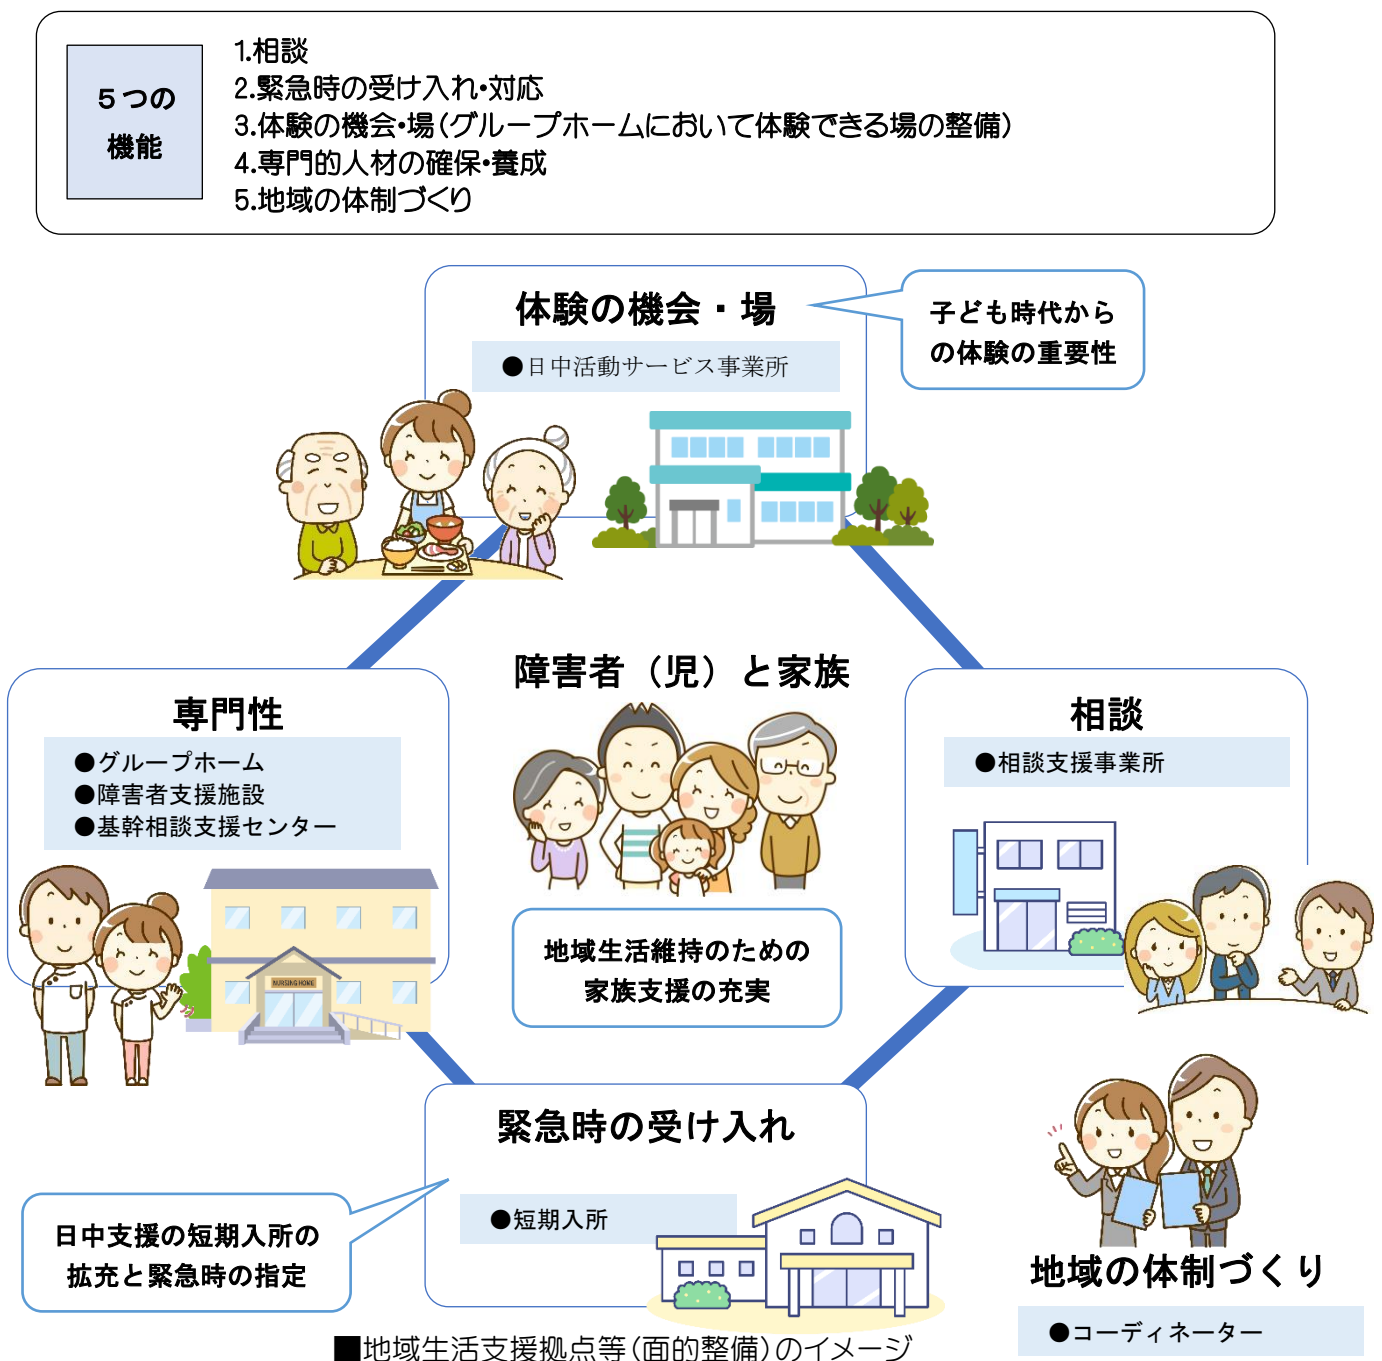 5つの
機能
1.相談
2.緊急時の受け入れ・対応
3.体験の機会・場（グループホームにおいて体験できる場の整備）
4.専門的人材の確保・養成
5.地域の体制づくり
体験の機会・場
●日中活動サービス事業所
子ども時代から
の体験の重要性
障害者（児）と家族
地域生活維持のための
家族支援の充実
専門性
●グループホーム
●障害者支援施設
●基幹相談支援センター
NURSING HOME
相談
●相談支援事業所
緊急時の受け入れ
●短期入所
日中支援の短期入所の
拡充と緊急時の指定
地域の体制づくり
●コーディネーター
■地域生活支援拠点等（面的整備）のイメージ